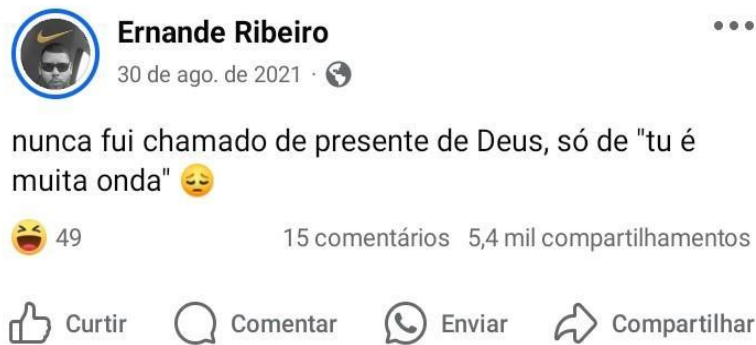 Ernande Ribeiro
30 de ago. de 2021 ·
nunca fui chamado de presente de Deus, só de "tu é
muita onda" 😔
49 15 comentários 5,4 mil compartilhamentos
Curtir Comentar Enviar Compartilhar